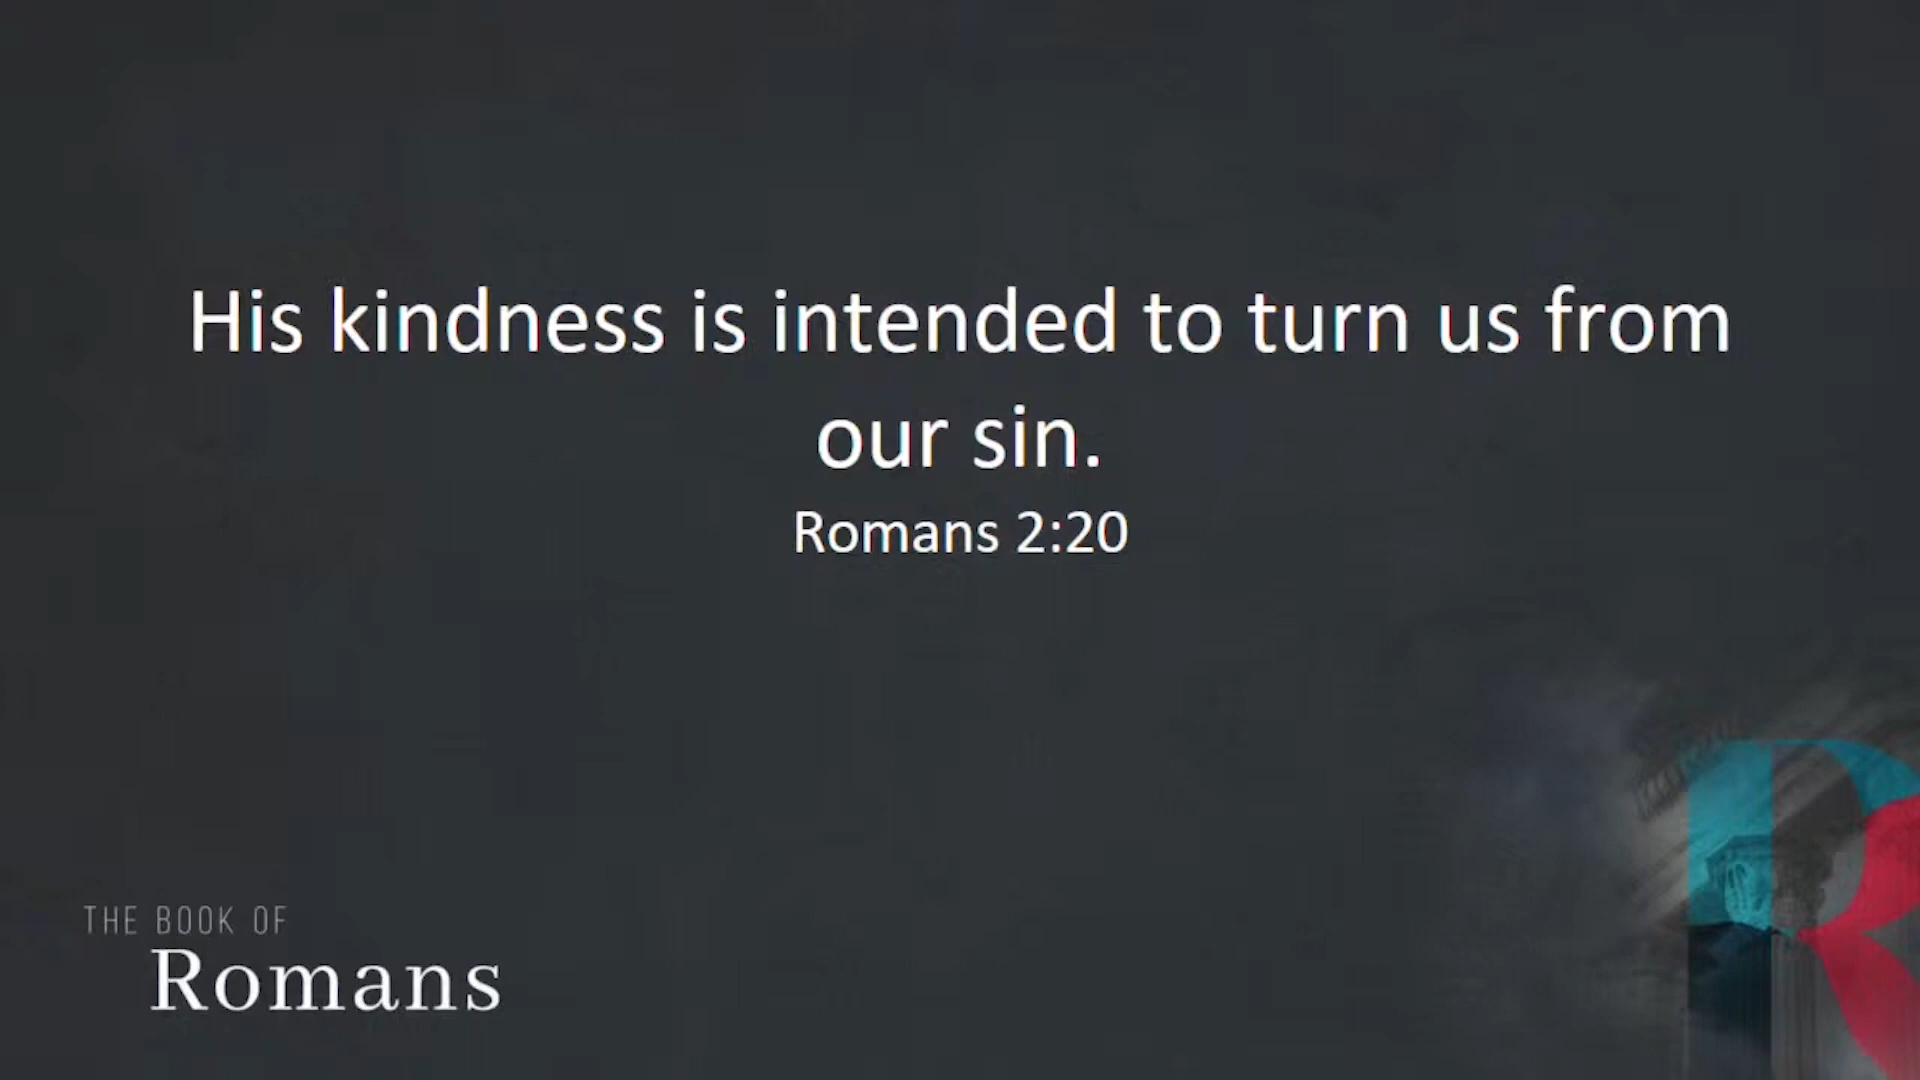 His kindness is intended to turn us from
our sin.
Romans 2:20
THE BOOK OF
Romans